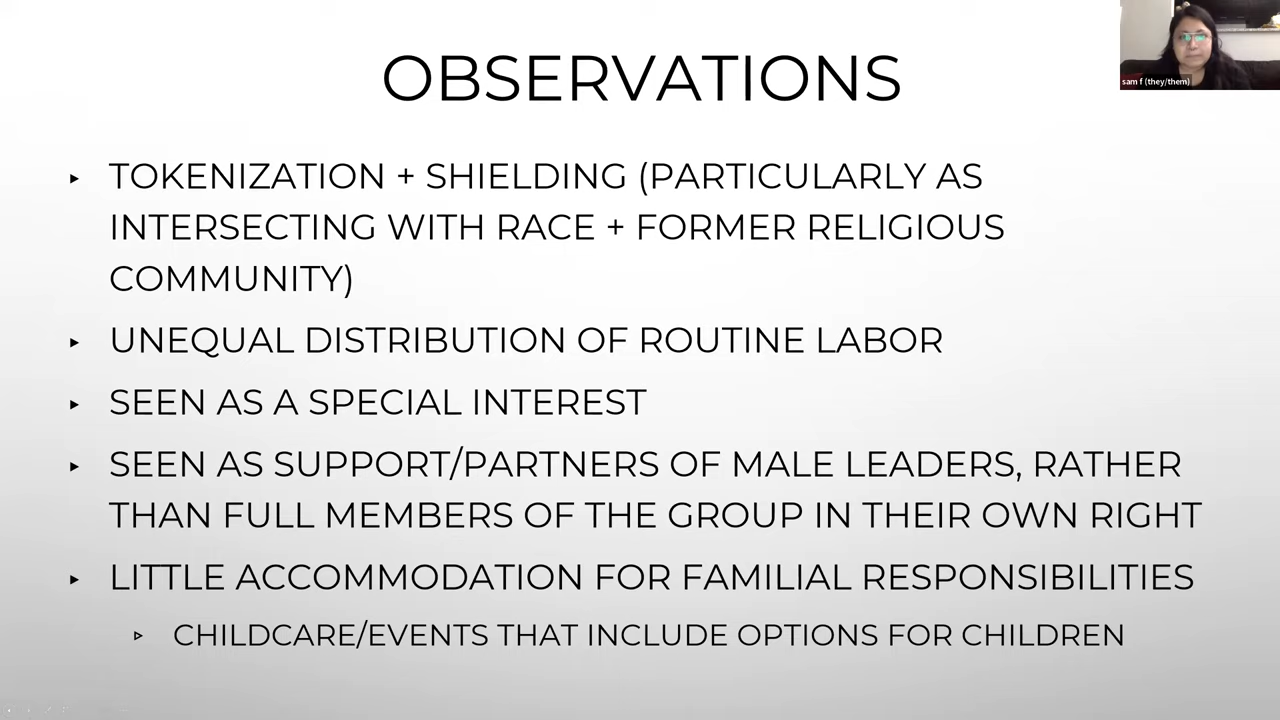 OBSERVATIONS
sam f (they/them)
TOKENIZATION + SHIELDING (PARTICULARLY AS
INTERSECTING WITH RACE + FORMER RELIGIOUS
COMMUNITY)
UNEQUAL DISTRIBUTION OF ROUTINE LABOR
SEEN AS A SPECIAL INTEREST
SEEN AS SUPPORT/PARTNERS OF MALE LEADERS, RATHER
THAN FULL MEMBERS OF THE GROUP IN THEIR OWN RIGHT
LITTLE ACCOMMODATION FOR FAMILIAL RESPONSIBILITIES
CHILDCARE/EVENTS THAT INCLUDE OPTIONS FOR CHILDREN